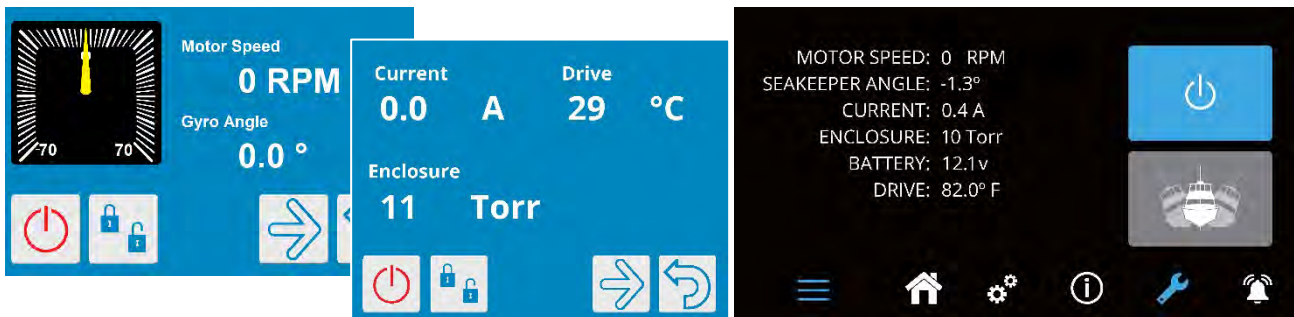 Motor Speed
0 RPM
Gyro Angle
0.0 °
70 70
Current Drive
0.0 A 29 °C
Enclosure
11 Torr
MOTOR SPEED: 0 RPM
SEAKEEPER ANGLE: -1.3°
CURRENT: 0.4 A
ENCLOSURE: 10 Torr
BATTERY: 12.1v
DRIVE: 82.0° F